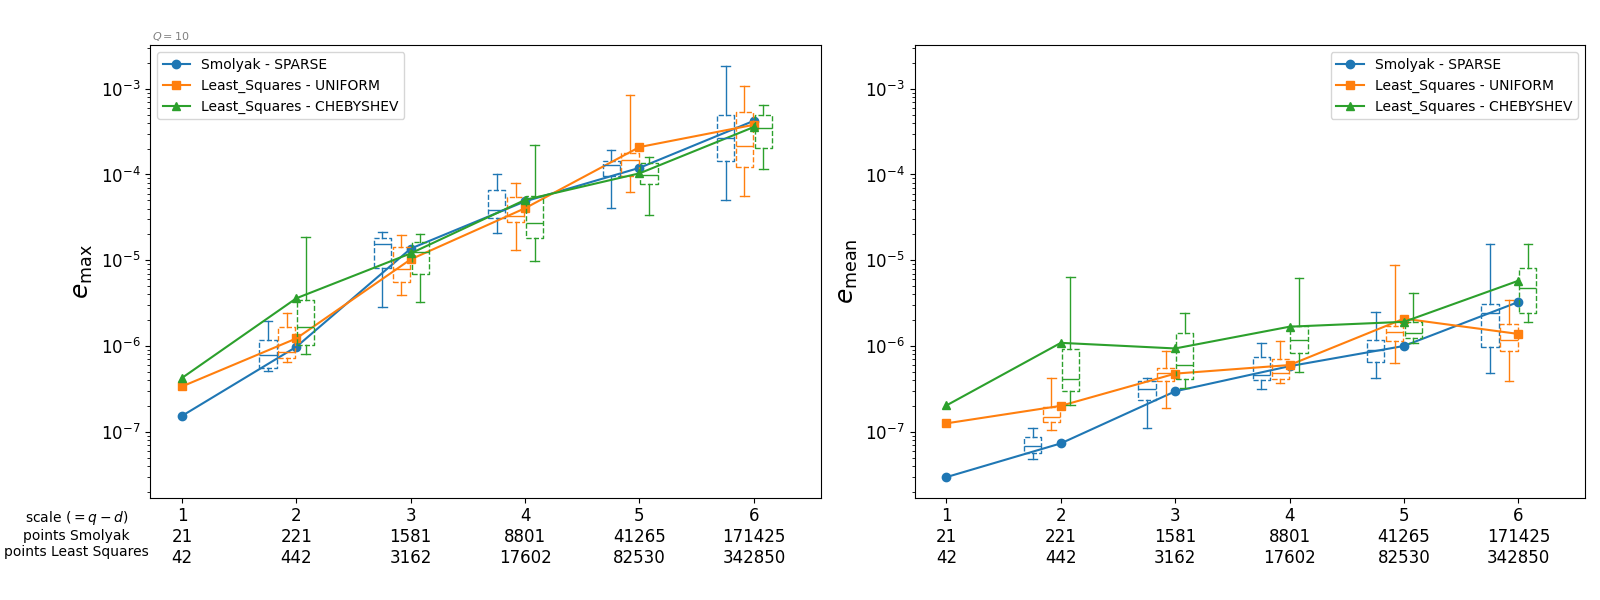 Q = 10
Smolyak - SPARSE
Least_Squares - UNIFORM
Least_Squares - CHEBYSHEV
10⁻³
10⁻⁴
10⁻⁵
10⁻⁶
10⁻⁷
e_max
scale (= q − d) 1 2 3 4 5 6
points Smolyak 21 221 1581 8801 41265 171425
points Least Squares 42 442 3162 17602 82530 342850
Smolyak - SPARSE
Least_Squares - UNIFORM
Least_Squares - CHEBYSHEV
10⁻³
10⁻⁴
10⁻⁵
10⁻⁶
10⁻⁷
e_mean
1 2 3 4 5 6
21 221 1581 8801 41265 171425
42 442 3162 17602 82530 342850